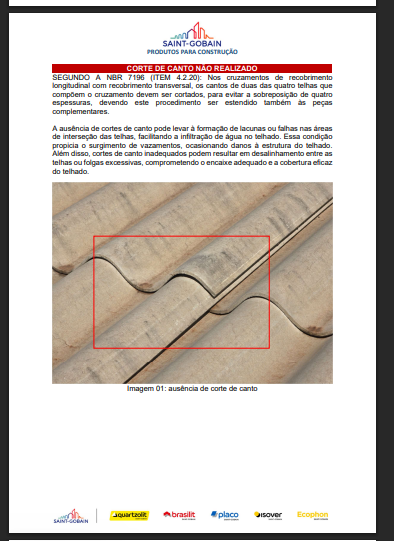 SAINT-GOBAIN
PRODUTOS PARA CONSTRUÇÃO
CORTE DE CANTO NÃO REALIZADO
SEGUNDO A NBR 7196 (ITEM 4.2.20): Nos cruzamentos de recobrimento
longitudinal com recobrimento transversal, os cantos de duas das quatro telhas que
compõem o cruzamento devem ser cortados, para evitar a sobreposição de quatro
espessuras, devendo este procedimento ser estendido também às peças
complementares.
A ausência de cortes de canto pode levar à formação de lacunas ou falhas nas áreas
de interseção das telhas, facilitando a infiltração de água no telhado. Essa condição
propicia o surgimento de vazamentos, ocasionando danos à estrutura do telhado.
Além disso, cortes de canto inadequados podem resultar em desalinhamento entre as
telhas ou folgas excessivas, comprometendo o encaixe adequado e a cobertura eficaz
do telhado.
Imagem 01: ausência de corte de canto
SAINT-GOBAIN
quartzolit
brasilit
placo
isover
Ecophon